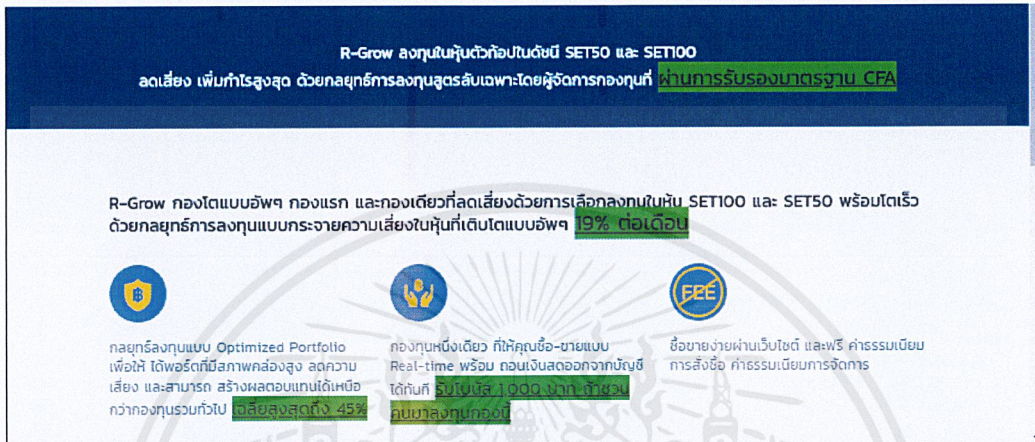 R-Grow ลงทุนในหุ้นตัวท้อปในดัชนี SET50 และ SET100
ลดเสี่ยง เพิ่มกำไรสูงสุด ด้วยกลยุทธ์การลงทุนสูตรลับเฉพาะโดยผู้จัดการกองทุนที่ ผ่านการรับรองมาตรฐาน CFA
R-Grow กองโตแบบอัพๆ กองแรก และกองเดียวที่ลดเสี่ยงด้วยการเลือกลงทุนในหุ้น SET100 และ SET50 พร้อมโตเร็ว
ด้วยกลยุทธ์การลงทุนแบบกระจายความเสี่ยงในหุ้นที่เติบโตแบบอัพๆ 19% ต่อเดือน
FEE
กลยุทธ์ลงทุนแบบ Optimized Portfolio
เพื่อให้ ได้พอร์ตที่มีสภาพคล่องสูง ลดความ
เสี่ยง และสามารถ สร้างผลตอบแทนได้เหนือ
กว่ากองทุนรวมทั่วไป เฉลี่ยสูงสุดถึง 45%
กองทุนหนึ่งเดียว ที่ให้คุณซื้อ-ขายแบบ
Real-time พร้อม ถอนเงินสดออกจากบัญชี
ได้ทันที รับโบนัส 1,000 บาท ถ้าชวน
คนมาลงทุนกองนี้
ซื้อขายง่ายผ่านเว็บไซต์ และฟรี ค่าธรรมเนียม
การสั่งซื้อ ค่าธรรมเนียมการจัดการ